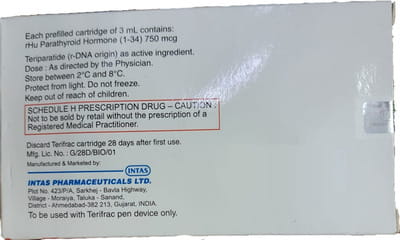 Each prefilled cartridge of 3 mL contains:
rHu Parathyroid Hormone (1-34) 750 mcg
Teriparatide (r-DNA origin) as active ingredient.
Dose : As directed by the Physician.
Store between 2°C and 8°C.
Protect from light. Do not freeze.
Keep out of reach of children.
SCHEDULE H PRESCRIPTION DRUG – CAUTION :
Not to be sold by retail without the prescription of a
Registered Medical Practitioner.
Discard Terifrac cartridge 28 days after first use.
Mfg. Lic. No. : G/28D/BIO/01
Manufactured & Marketed by:
INTAS
INTAS PHARMACEUTICALS LTD.
Plot No. 423/P/A, Sarkhej - Bavla Highway,
Village - Moraiya, Taluka - Sanand,
District - Ahmedabad-382 213, Gujarat, INDIA.
To be used with Terifrac pen device only.